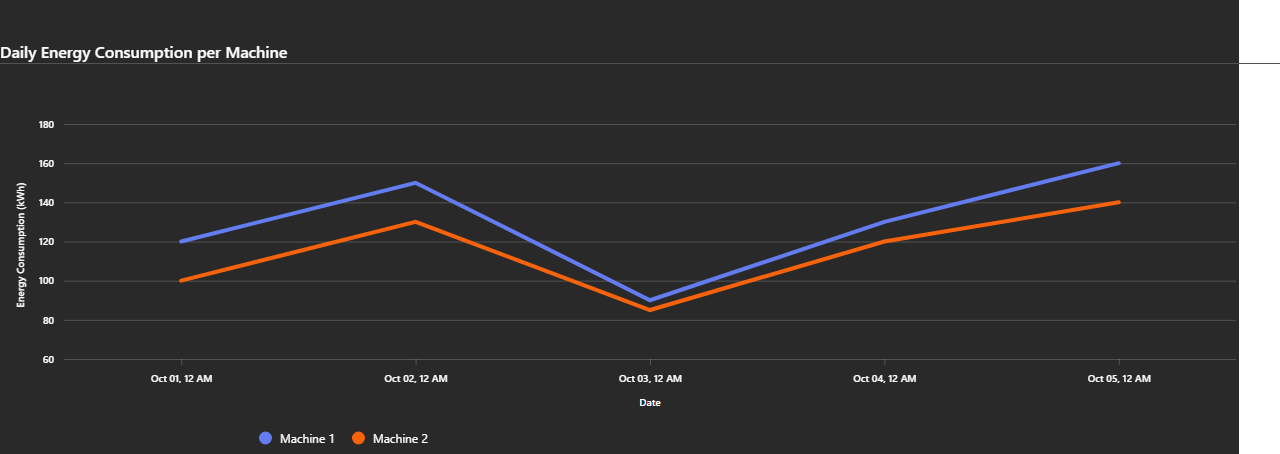 Daily Energy Consumption per Machine
180
160
140
120
100
80
60
Energy Consumption (kWh)
Oct 01, 12 AM
Oct 02, 12 AM
Oct 03, 12 AM
Oct 04, 12 AM
Oct 05, 12 AM
Date
Machine 1
Machine 2